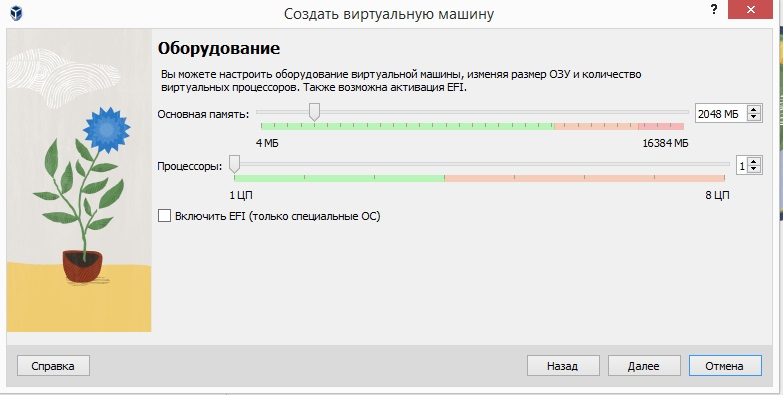 Создать виртуальную машину
?
Оборудование
Вы можете настроить оборудование виртуальной машины, изменяя размер ОЗУ и количество
виртуальных процессоров. Также возможна активация EFI.
Основная память: 2048 МБ
4 МБ 16384 МБ
Процессоры: 1
1 ЦП 8 ЦП
Включить EFI (только специальные ОС)
Справка Назад Далее Отмена